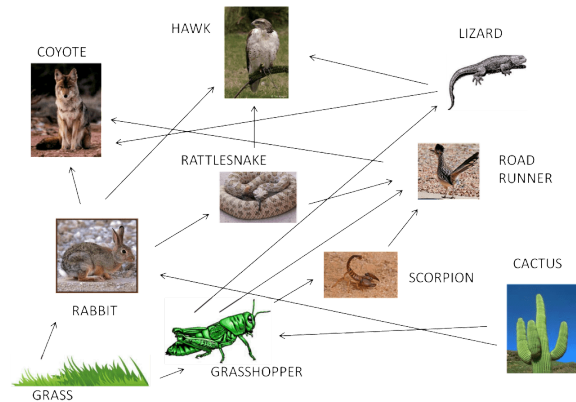 HAWK
LIZARD
COYOTE
RATTLESNAKE
ROAD
RUNNER
SCORPION
CACTUS
RABBIT
GRASSHOPPER
GRASS